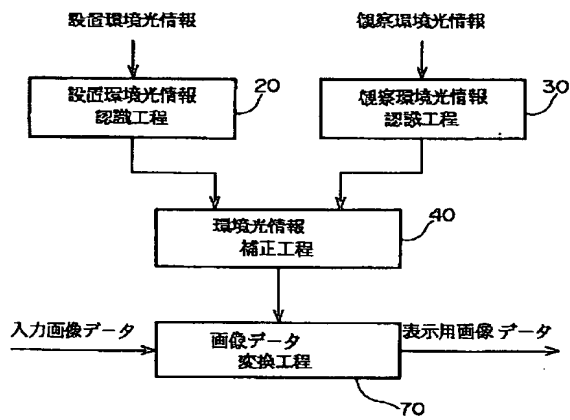 設置環境光情報
観察環境光情報
設置環境光情報
認識工程
20
観察環境光情報
認識工程
30
環境光情報
補正工程
40
入力画像データ
画像データ
変換工程
表示用画像データ
70